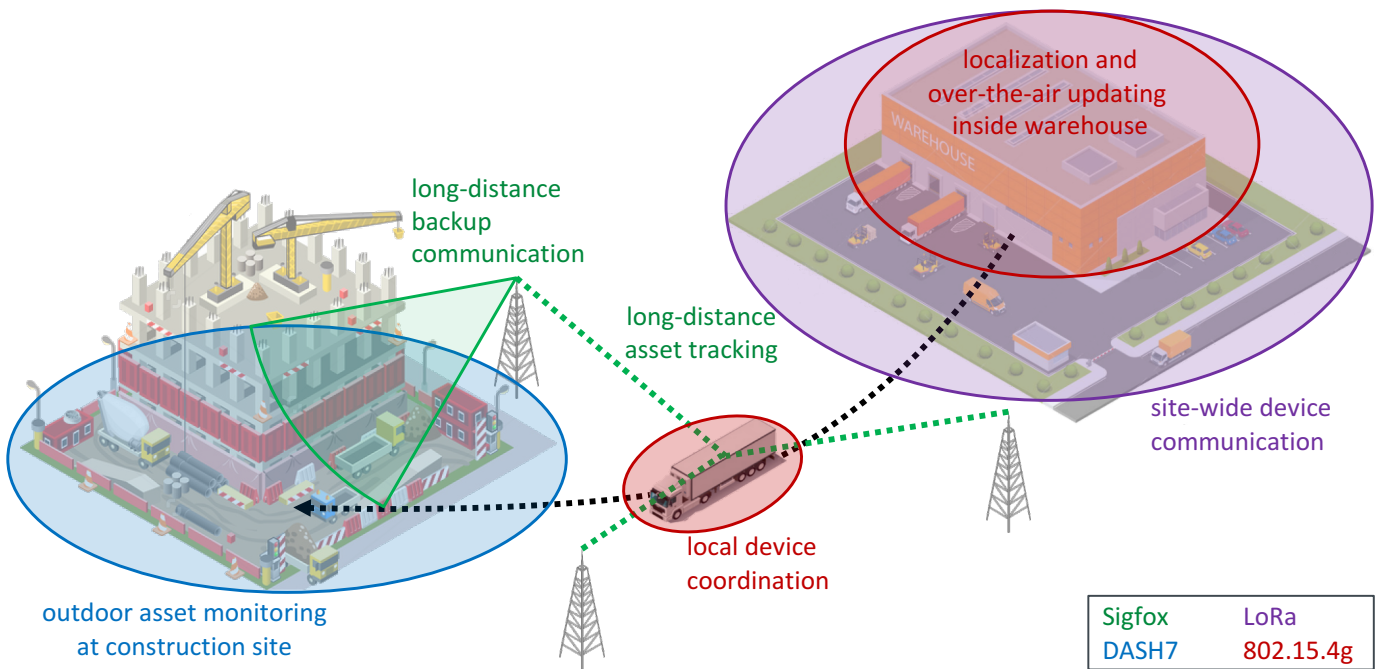 localization and
over-the-air updating
inside warehouse
WAREHOUSE
long-distance
backup
communication
long-distance
asset tracking
site-wide device
communication
local device
coordination
outdoor asset monitoring
at construction site
Sigfox LoRa
DASH7 802.15.4g